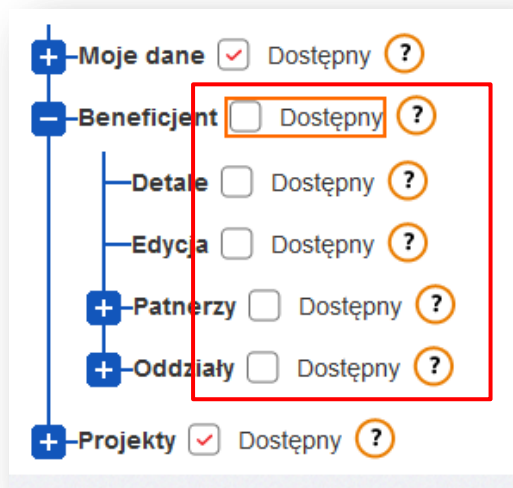 Moje dane Dostępny ?
Beneficjent Dostępny ?
Detale Dostępny ?
Edycja Dostępny ?
Patnerzy Dostępny ?
Oddziały Dostępny ?
Projekty Dostępny ?